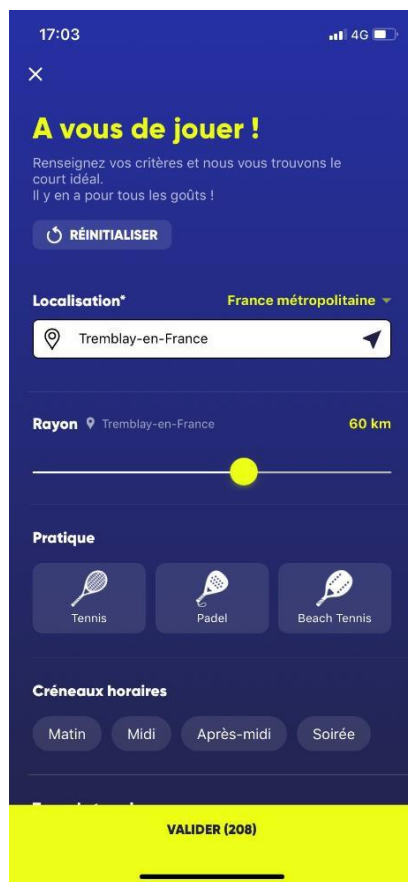 17:03
4G
A vous de jouer !
Renseignez vos critères et nous vous trouvons le
court idéal.
Il y en a pour tous les goûts !
RÉINITIALISER
Localisation* France métropolitaine
Tremblay-en-France
Rayon Tremblay-en-France 60 km
Pratique
Tennis Padel Beach Tennis
Créneaux horaires
Matin Midi Après-midi Soirée
VALIDER (208)